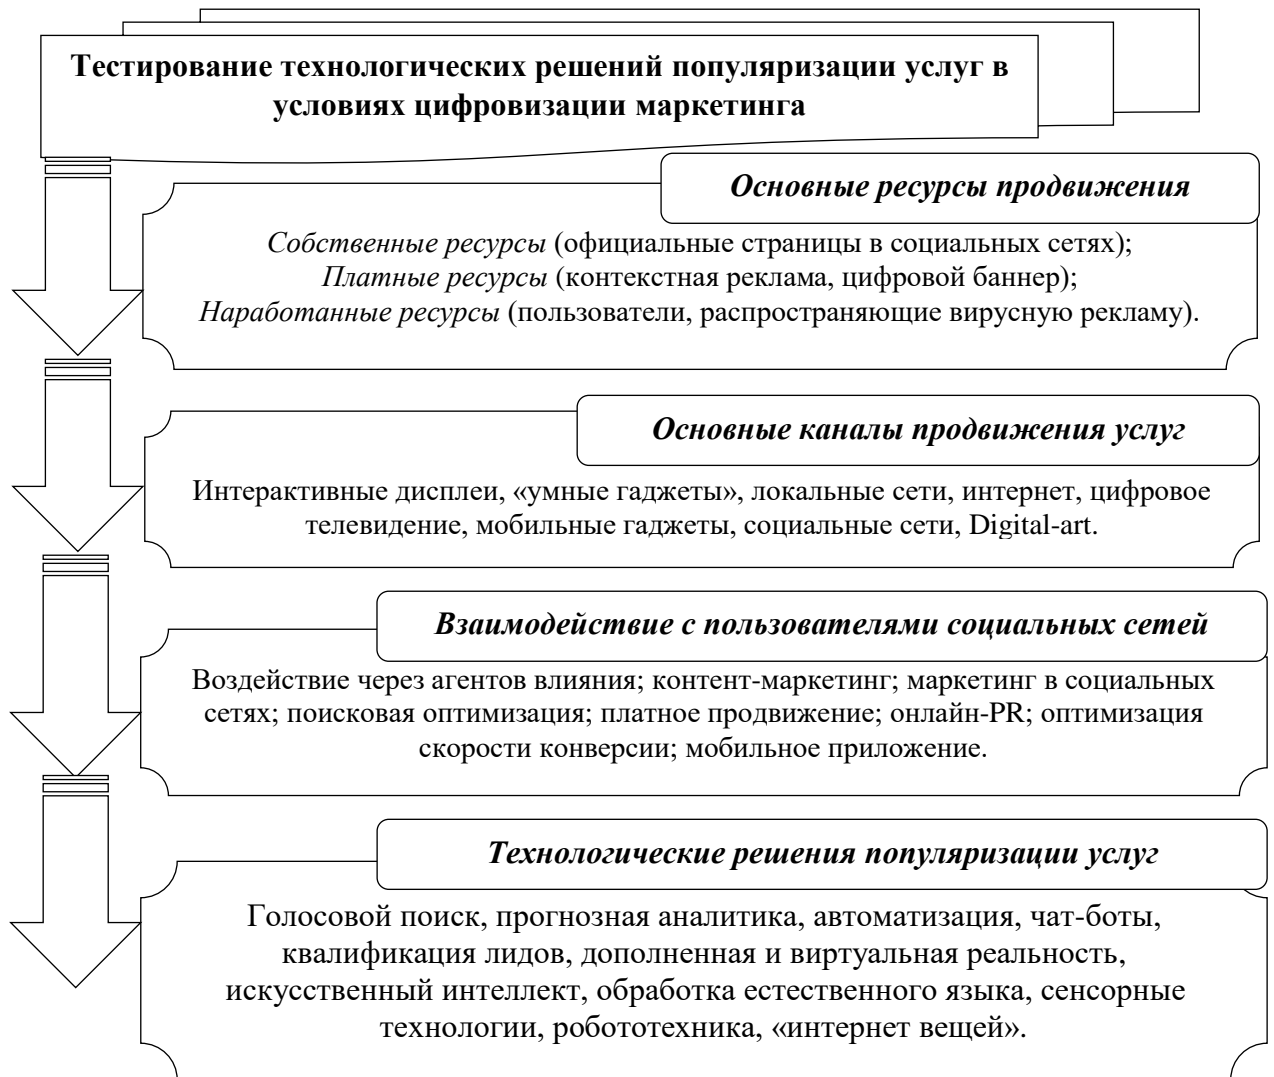 Тестирование технологических решений популяризации услуг в
условиях цифровизации маркетинга
Основные ресурсы продвижения
Собственные ресурсы (официальные страницы в социальных сетях);
Платные ресурсы (контекстная реклама, цифровой баннер);
Наработанные ресурсы (пользователи, распространяющие вирусную рекламу).
Основные каналы продвижения услуг
Интерактивные дисплеи, «умные гаджеты», локальные сети, интернет, цифровое
телевидение, мобильные гаджеты, социальные сети, Digital-art.
Взаимодействие с пользователями социальных сетей
Воздействие через агентов влияния; контент-маркетинг; маркетинг в социальных
сетях; поисковая оптимизация; платное продвижение; онлайн-PR; оптимизация
скорости конверсии; мобильное приложение.
Технологические решения популяризации услуг
Голосовой поиск, прогнозная аналитика, автоматизация, чат-боты,
квалификация лидов, дополненная и виртуальная реальность,
искусственный интеллект, обработка естественного языка, сенсорные
технологии, робототехника, «интернет вещей».